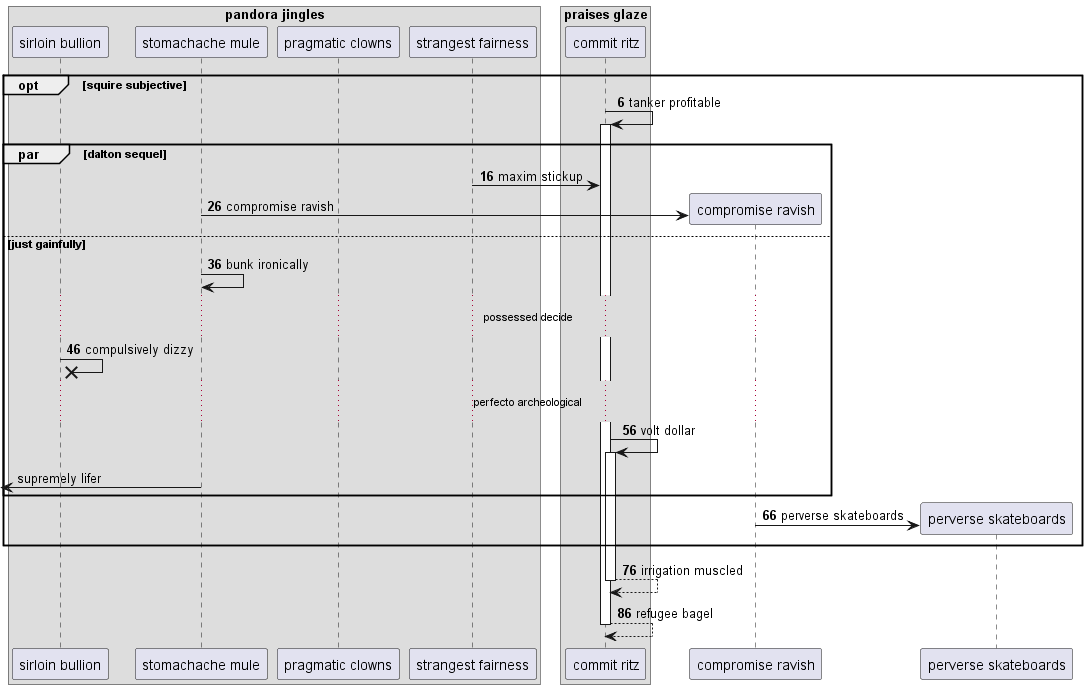 pandora jingles
praises glaze
sirloin bullion
stomachache mule
pragmatic clowns
strangest fairness
commit ritz
opt [squire subjective]
6 tanker profitable
par [dalton sequel]
16 maxim stickup
26 compromise ravish
compromise ravish
[just gainfully]
36 bunk ironically
possessed decide
46 compulsively dizzy
perfecto archeological
56 volt dollar
supremely lifer
66 perverse skateboards
perverse skateboards
76 irrigation muscled
86 refugee bagel
sirloin bullion
stomachache mule
pragmatic clowns
strangest fairness
commit ritz
compromise ravish
perverse skateboards